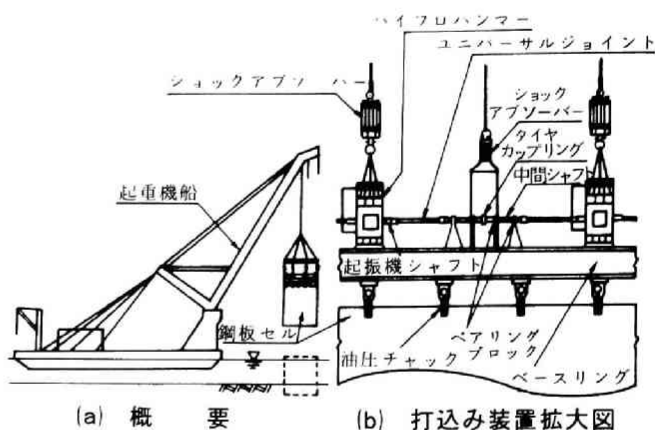 バイブロハンマー
ユニバーサルジョイント
ショックアブソーバー
ショック
アブソーバー
タイヤ
カップリング
中間シャフト
起重機船
起振機シャフト
鋼板セル
油圧チャック
ベアリング
ブロック
ベースリング
(a) 概 要
(b) 打込み装置拡大図